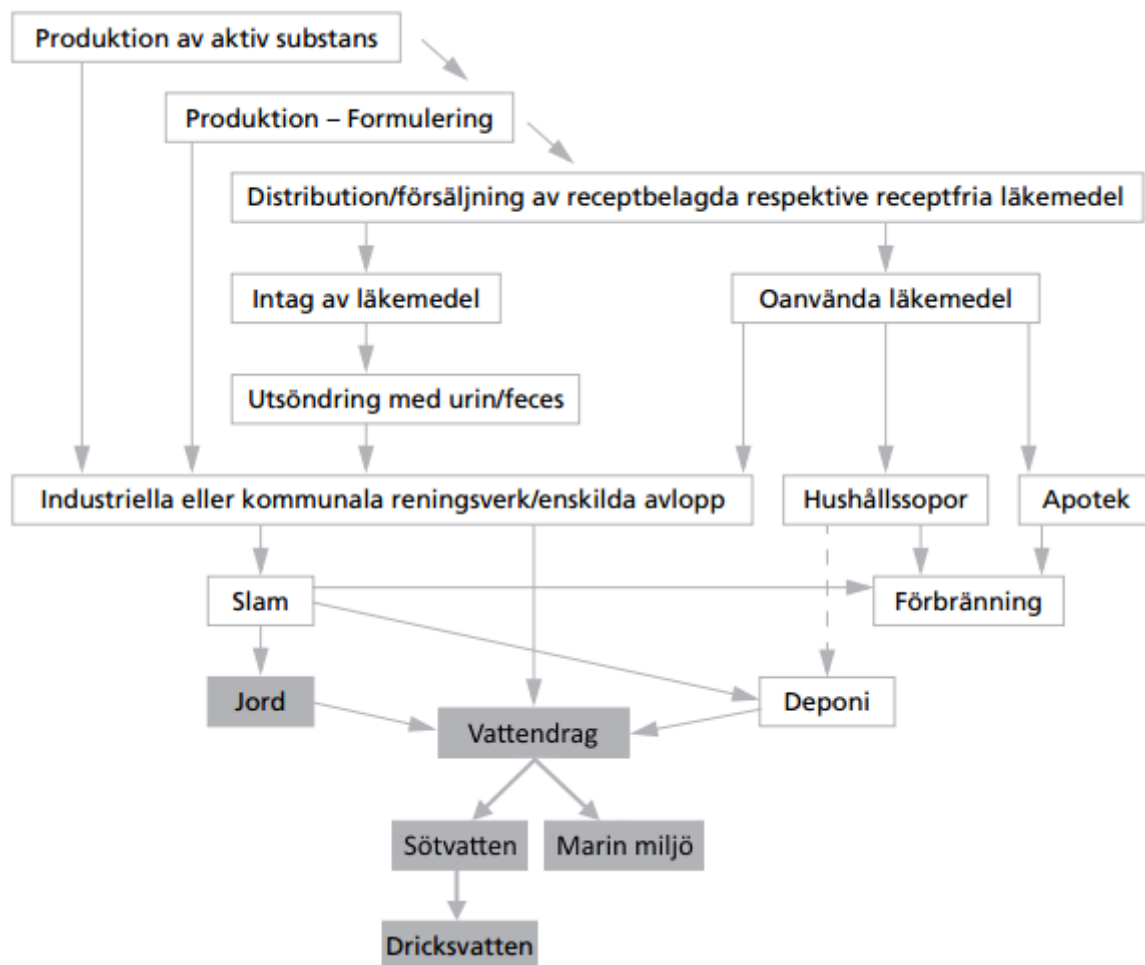 Produktion av aktiv substans
Produktion – Formulering
Distribution/försäljning av receptbelagda respektive receptfria läkemedel
Intag av läkemedel
Oanvända läkemedel
Utsöndring med urin/feces
Industriella eller kommunala reningsverk/enskilda avlopp
Hushållssopor
Apotek
Slam
Förbränning
Jord
Deponi
Vattendrag
Sötvatten
Marin miljö
Dricksvatten